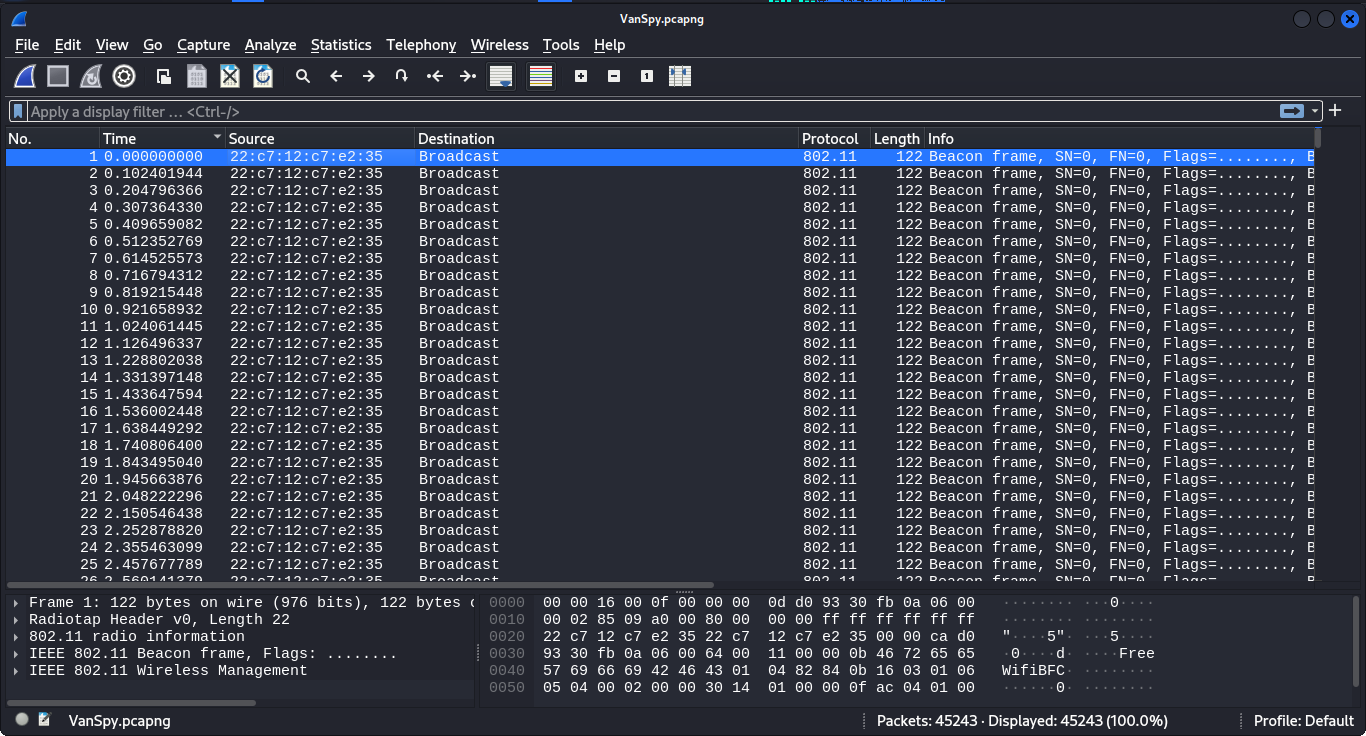 VanSpy.pcapng
File Edit View Go Capture Analyze Statistics Telephony Wireless Tools Help
Apply a display filter … <Ctrl-/>
No. Time Source Destination Protocol Length Info
1 0.000000000 22:c7:12:c7:e2:35 Broadcast 802.11 122 Beacon frame, SN=0, FN=0, Flags=........, B
2 0.102401944 22:c7:12:c7:e2:35 Broadcast 802.11 122 Beacon frame, SN=0, FN=0, Flags=........, B
3 0.204796366 22:c7:12:c7:e2:35 Broadcast 802.11 122 Beacon frame, SN=0, FN=0, Flags=........, B
4 0.307364330 22:c7:12:c7:e2:35 Broadcast 802.11 122 Beacon frame, SN=0, FN=0, Flags=........, B
5 0.409659082 22:c7:12:c7:e2:35 Broadcast 802.11 122 Beacon frame, SN=0, FN=0, Flags=........, B
6 0.512352769 22:c7:12:c7:e2:35 Broadcast 802.11 122 Beacon frame, SN=0, FN=0, Flags=........, B
7 0.614525573 22:c7:12:c7:e2:35 Broadcast 802.11 122 Beacon frame, SN=0, FN=0, Flags=........, B
8 0.716794312 22:c7:12:c7:e2:35 Broadcast 802.11 122 Beacon frame, SN=0, FN=0, Flags=........, B
9 0.819215448 22:c7:12:c7:e2:35 Broadcast 802.11 122 Beacon frame, SN=0, FN=0, Flags=........, B
10 0.921658932 22:c7:12:c7:e2:35 Broadcast 802.11 122 Beacon frame, SN=0, FN=0, Flags=........, B
11 1.024061445 22:c7:12:c7:e2:35 Broadcast 802.11 122 Beacon frame, SN=0, FN=0, Flags=........, B
12 1.126496337 22:c7:12:c7:e2:35 Broadcast 802.11 122 Beacon frame, SN=0, FN=0, Flags=........, B
13 1.228802038 22:c7:12:c7:e2:35 Broadcast 802.11 122 Beacon frame, SN=0, FN=0, Flags=........, B
14 1.331397148 22:c7:12:c7:e2:35 Broadcast 802.11 122 Beacon frame, SN=0, FN=0, Flags=........, B
15 1.433647594 22:c7:12:c7:e2:35 Broadcast 802.11 122 Beacon frame, SN=0, FN=0, Flags=........, B
16 1.536002448 22:c7:12:c7:e2:35 Broadcast 802.11 122 Beacon frame, SN=0, FN=0, Flags=........, B
17 1.638449292 22:c7:12:c7:e2:35 Broadcast 802.11 122 Beacon frame, SN=0, FN=0, Flags=........, B
18 1.740806400 22:c7:12:c7:e2:35 Broadcast 802.11 122 Beacon frame, SN=0, FN=0, Flags=........, B
19 1.843495040 22:c7:12:c7:e2:35 Broadcast 802.11 122 Beacon frame, SN=0, FN=0, Flags=........, B
20 1.945663876 22:c7:12:c7:e2:35 Broadcast 802.11 122 Beacon frame, SN=0, FN=0, Flags=........, B
21 2.048222296 22:c7:12:c7:e2:35 Broadcast 802.11 122 Beacon frame, SN=0, FN=0, Flags=........, B
22 2.150546438 22:c7:12:c7:e2:35 Broadcast 802.11 122 Beacon frame, SN=0, FN=0, Flags=........, B
23 2.252878820 22:c7:12:c7:e2:35 Broadcast 802.11 122 Beacon frame, SN=0, FN=0, Flags=........, B
24 2.355463099 22:c7:12:c7:e2:35 Broadcast 802.11 122 Beacon frame, SN=0, FN=0, Flags=........, B
25 2.457677789 22:c7:12:c7:e2:35 Broadcast 802.11 122 Beacon frame, SN=0, FN=0, Flags=........, B
Frame 1: 122 bytes on wire (976 bits), 122 bytes
Radiotap Header v0, Length 22
802.11 radio information
IEEE 802.11 Beacon frame, Flags: ........
IEEE 802.11 Wireless Management
0000 00 00 16 00 0f 00 00 00 0d d0 93 30 fb 0a 06 00 ········ ···0····
0010 00 02 85 09 a0 00 80 00 00 00 ff ff ff ff ff ff ········ ········
0020 22 c7 12 c7 e2 35 22 c7 12 c7 e2 35 00 00 ca d0 "····5"· ···5····
0030 93 30 fb 0a 06 00 64 00 11 00 00 0b 46 72 65 65 ·0····d· ····Free
0040 57 69 66 69 42 46 43 01 04 82 84 0b 16 03 01 06 WifiBFC· ········
0050 05 04 00 02 00 00 30 14 01 00 00 0f ac 04 01 00 ······0· ········
VanSpy.pcapng
Packets: 45243 · Displayed: 45243 (100.0%)
Profile: Default